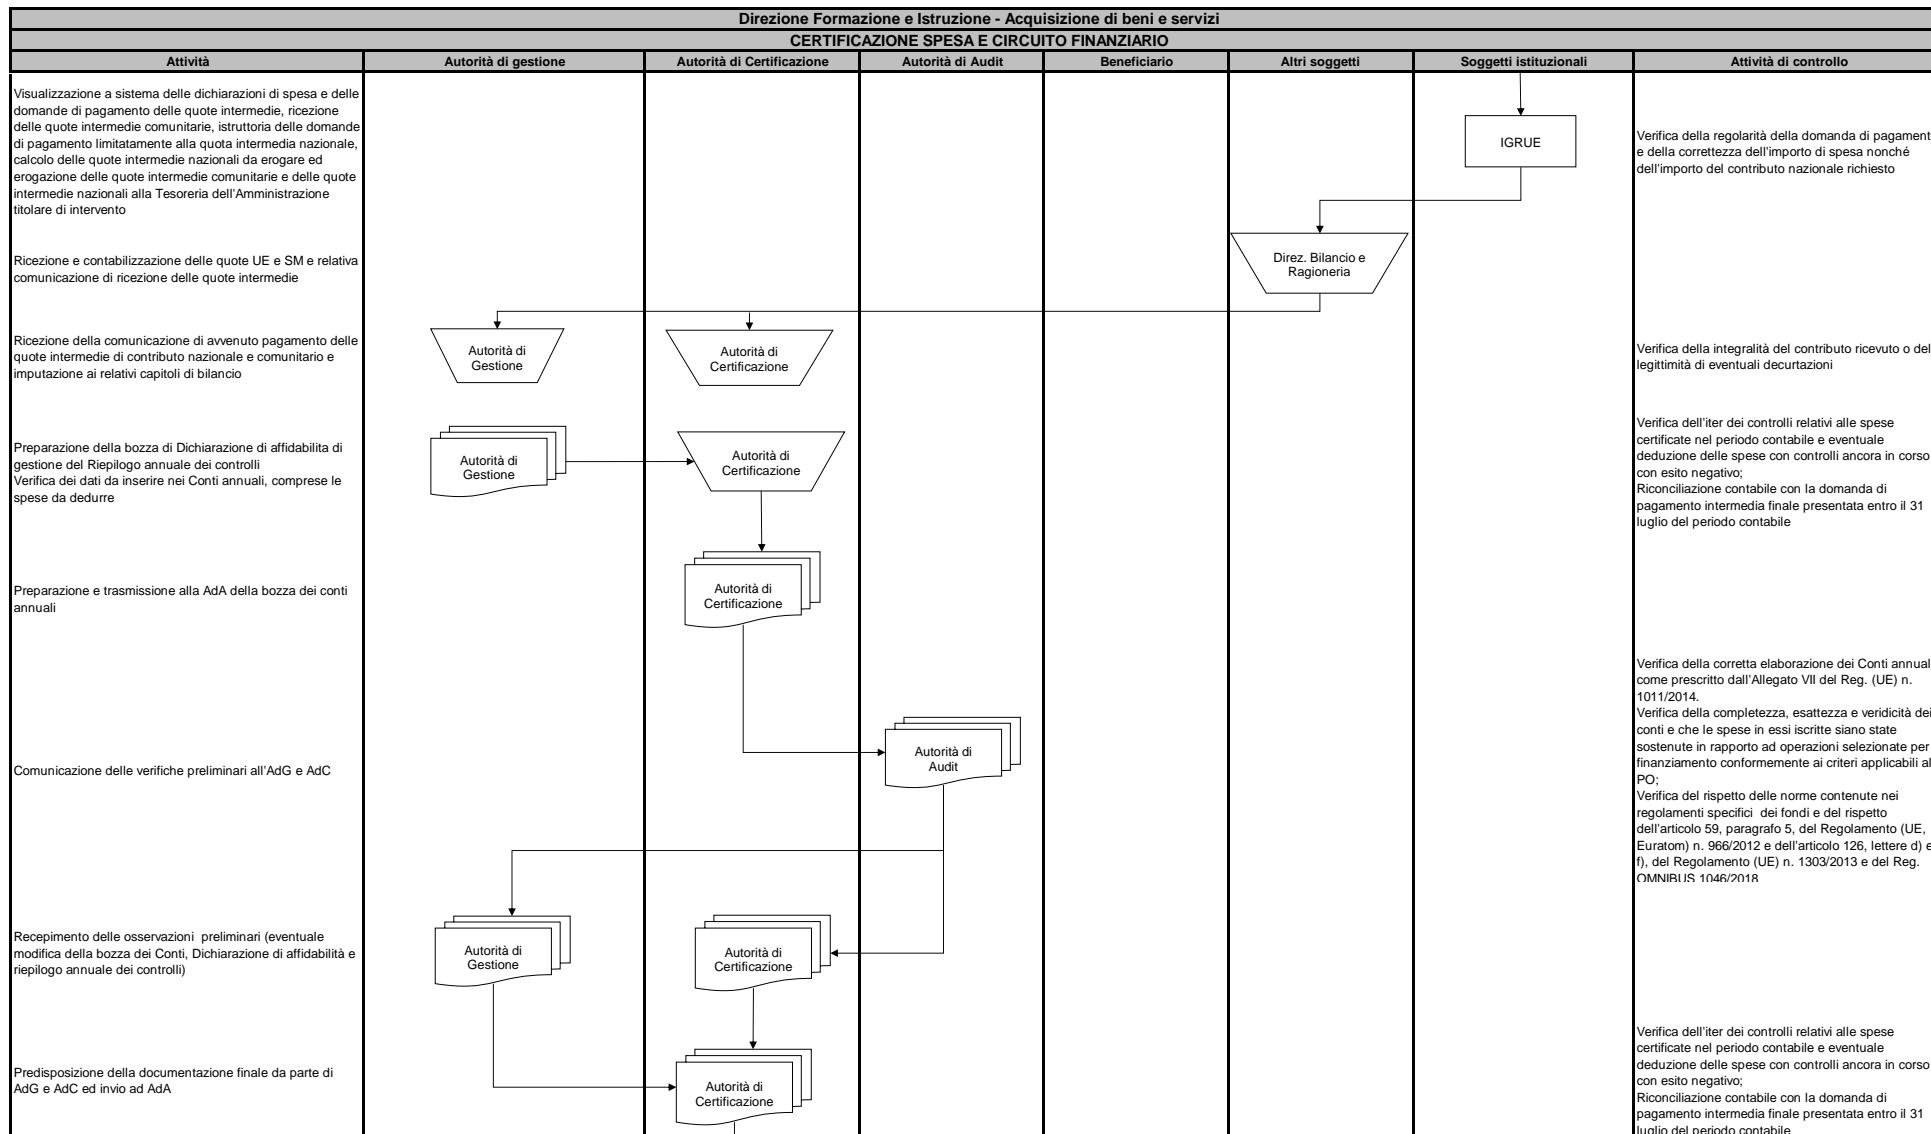 Direzione Formazione e Istruzione - Acquisizione di beni e servizi
CERTIFICAZIONE SPESA E CIRCUITO FINANZIARIO
Attività
Autorità di gestione
Autorità di Certificazione
Autorità di Audit
Beneficiario
Altri soggetti
Soggetti istituzionali
Attività di controllo
Visualizzazione a sistema delle dichiarazioni di spesa e delle
domande di pagamento delle quote intermedie, ricezione
delle quote intermedie comunitarie, istruttoria delle domande
di pagamento limitatamente alla quota intermedia nazionale,
calcolo delle quote intermedie nazionali da erogare ed
erogazione delle quote intermedie comunitarie e delle quote
intermedie nazionali alla Tesoreria dell'Amministrazione
titolare di intervento
IGRUE
Verifica della regolarità della domanda di pagament
e della correttezza dell'importo di spesa nonché
dell'importo del contributo nazionale richiesto
Ricezione e contabilizzazione delle quote UE e SM e relativa
comunicazione di ricezione delle quote intermedie
Direz. Bilancio e
Ragioneria
Ricezione della comunicazione di avvenuto pagamento delle
quote intermedie di contributo nazionale e comunitario e
imputazione ai relativi capitoli di bilancio
Autorità di
Gestione
Autorità di
Certificazione
Verifica della integralità del contributo ricevuto o del
legittimità di eventuali decurtazioni
Preparazione della bozza di Dichiarazione di affidabilita di
gestione del Riepilogo annuale dei controlli
Verifica dei dati da inserire nei Conti annuali, comprese le
spese da dedurre
Autorità di
Gestione
Autorità di
Certificazione
Verifica dell'iter dei controlli relativi alle spese
certificate nel periodo contabile e eventuale
deduzione delle spese con controlli ancora in corso
con esito negativo;
Riconciliazione contabile con la domanda di
pagamento intermedia finale presentata entro il 31
luglio del periodo contabile
Preparazione e trasmissione alla AdA della bozza dei conti
annuali
Autorità di
Certificazione
Comunicazione delle verifiche preliminari all'AdG e AdC
Autorità di
Audit
Verifica della corretta elaborazione dei Conti annual
come prescritto dall'Allegato VII del Reg. (UE) n.
1011/2014.
Verifica della completezza, esattezza e veridicità dei
conti e che le spese in essi iscritte siano state
sostenute in rapporto ad operazioni selezionate per
finanziamento conformemente ai criteri applicabili al
PO;
Verifica del rispetto delle norme contenute nei
regolamenti specifici dei fondi e del rispetto
dell'articolo 59, paragrafo 5, del Regolamento (UE,
Euratom) n. 966/2012 e dell'articolo 126, lettere d) e
f), del Regolamento (UE) n. 1303/2013 e del Reg.
OMNIBUS 1046/2018
Recepimento delle osservazioni preliminari (eventuale
modifica della bozza dei Conti, Dichiarazione di affidabilità e
riepilogo annuale dei controlli)
Autorità di
Gestione
Autorità di
Certificazione
Predisposizione della documentazione finale da parte di
AdG e AdC ed invio ad AdA
Autorità di
Certificazione
Verifica dell'iter dei controlli relativi alle spese
certificate nel periodo contabile e eventuale
deduzione delle spese con controlli ancora in corso
con esito negativo;
Riconciliazione contabile con la domanda di
pagamento intermedia finale presentata entro il 31
luglio del periodo contabile